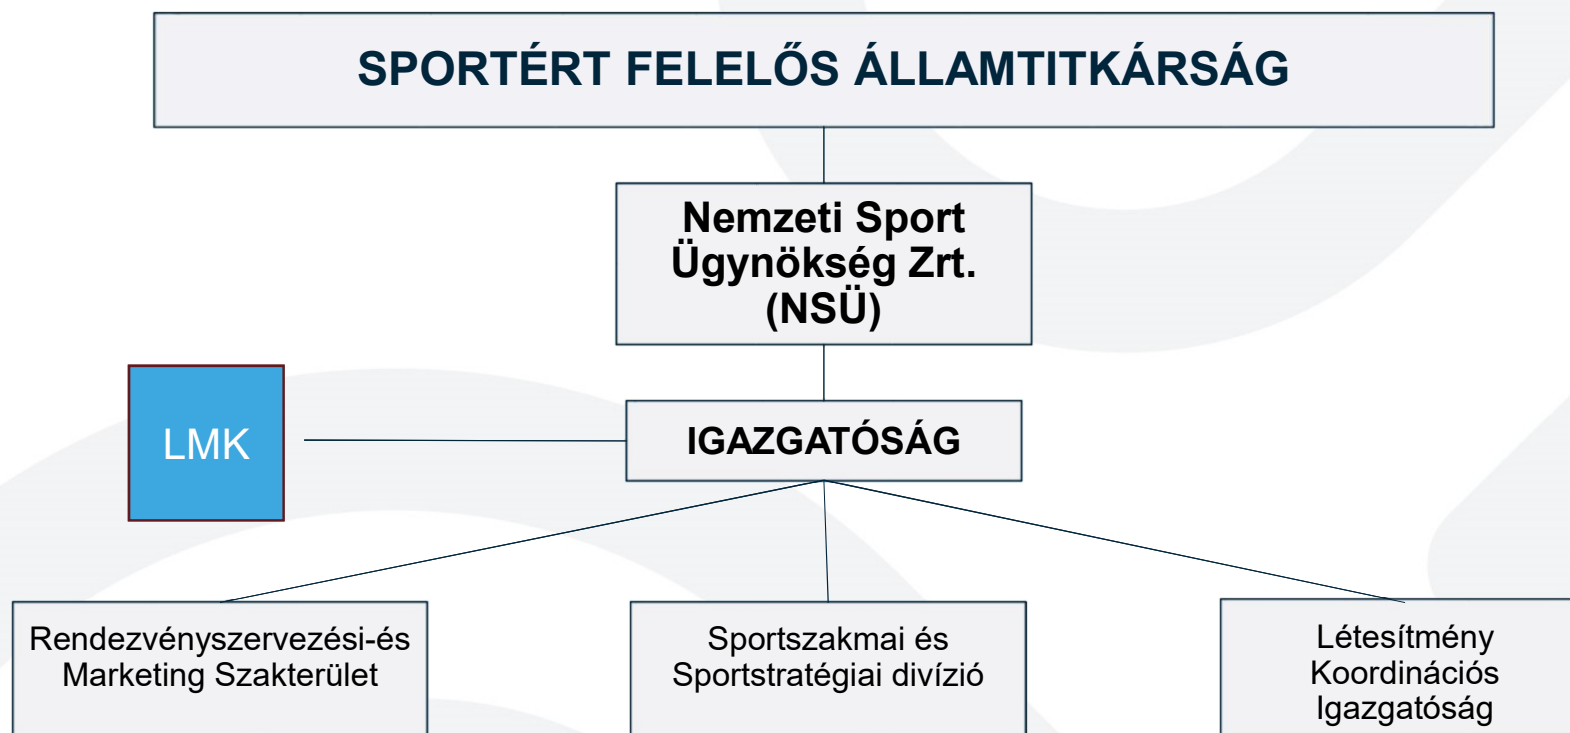 SPORTÉRT FELELŐS ÁLLAMTITKÁRSÁG
Nemzeti Sport
Ügynökség Zrt.
(NSÜ)
LMK
IGAZGATÓSÁG
Rendezvényszervezési-és
Marketing Szakterület
Sportszakmai és
Sportstratégiai divízió
Létesítmény
Koordinációs
Igazgatóság